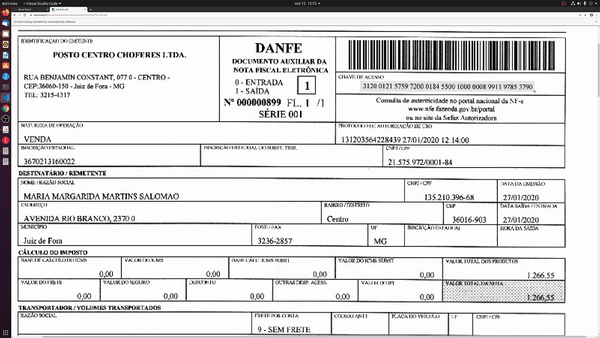 Activities
Visual Studio Code
out 12 12:03
IDENTIFICAÇÃO DO EMITENTE
POSTO CENTRO CHOFERES LTDA.
RUA BENJAMIN CONSTANT, 077 0 - CENTRO -
CEP:36060-150 - Juiz de Fora - MG
TEL: 3215-4317
DANFE
DOCUMENTO AUXILIAR DA
NOTA FISCAL ELETRÔNICA
0 - ENTRADA
1 - SAÍDA
1
Nº 000000899 FL. 1 /1
SÉRIE 001
CHAVE DE ACESSO
3120 0121 5759 7200 0184 5500 1000 0008 9911 9785 3790
Consulta de autenticidade no portal nacional da NF-e
www.nfe.fazenda.gov.br/portal
ou no site da Sefaz Autorizadora
NATUREZA DE OPERAÇÃO
VENDA
PROTOCOLO DE AUTORIZAÇÃO DE USO
131203564228439 27/01/2020 12:14:00
INSCRIÇÃO ESTADUAL
3670213160022
INSCRIÇÃO ESTADUAL DO SUBST. TRIB.
CNPJ/CPF
21.575.972/0001-84
DESTINATÁRIO / REMETENTE
NOME / RAZÃO SOCIAL
MARIA MARGARIDA MARTINS SALOMAO
CNPJ / CPF
135.210.396-68
DATA DA EMISSÃO
27/01/2020
ENDEREÇO
AVENIDA RIO BRANCO, 2370 0
BAIRRO / DISTRITO
Centro
CEP
36016-903
DATA SAÍDA / ENTRADA
27/01/2020
MUNICÍPIO
Juiz de Fora
FONE / FAX
3236-2857
UF
MG
INSCRIÇÃO ESTADUAL
HORA DA SAÍDA
CÁLCULO DO IMPOSTO
BASE DE CÁLCULO DO ICMS
0,00
VALOR DO ICMS
0,00
BASE CÁLC. ICMS SUBST.
0,00
VALOR DO ICMS SUBST
0,00
VALOR TOTAL DOS PRODUTOS
1.266,55
VALOR DO FRETE
0,00
VALOR DO SEGURO
0,00
DESCONTO
0,00
OUTRAS DESP. ACESS.
0,00
VALOR DO IPI
0,00
VALOR TOTAL DA NOTA
1.266,55
TRANSPORTADOR / VOLUMES TRANSPORTADOS
RAZÃO SOCIAL
FRETE POR CONTA
9 - SEM FRETE
CÓDIGO ANTT
PLACA DO VEÍCULO
UF
CNPJ / CPF